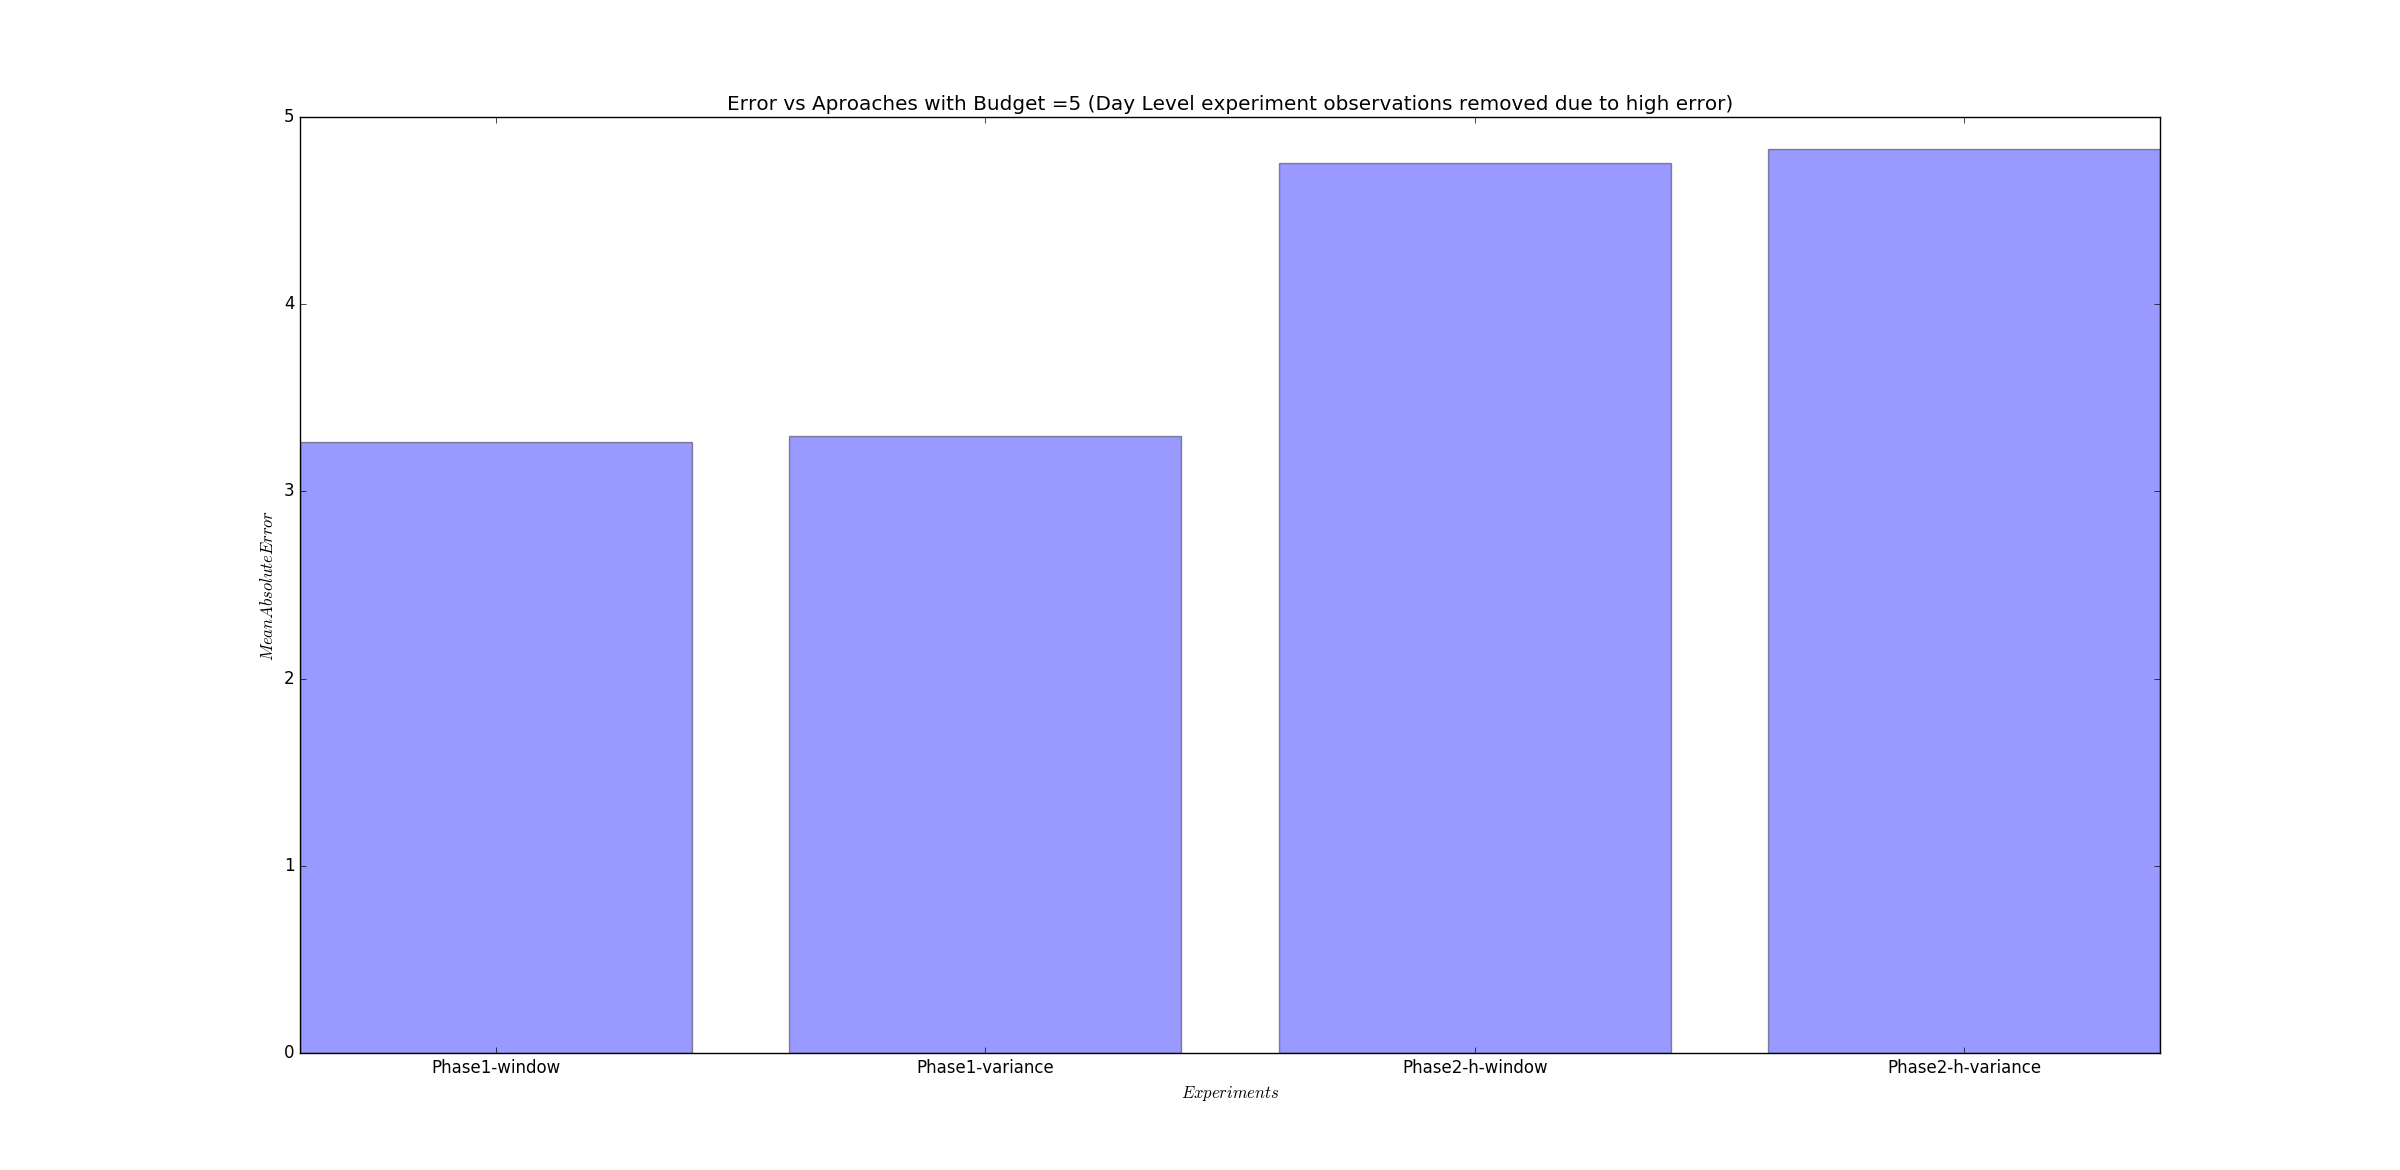 Error vs Aproaches with Budget =5 (Day Level experiment observations removed due to high error)
5
4
3
2
1
0
MeanAbsoluteError
Phase1-window Phase1-variance Phase2-h-window Phase2-h-variance
Experiments